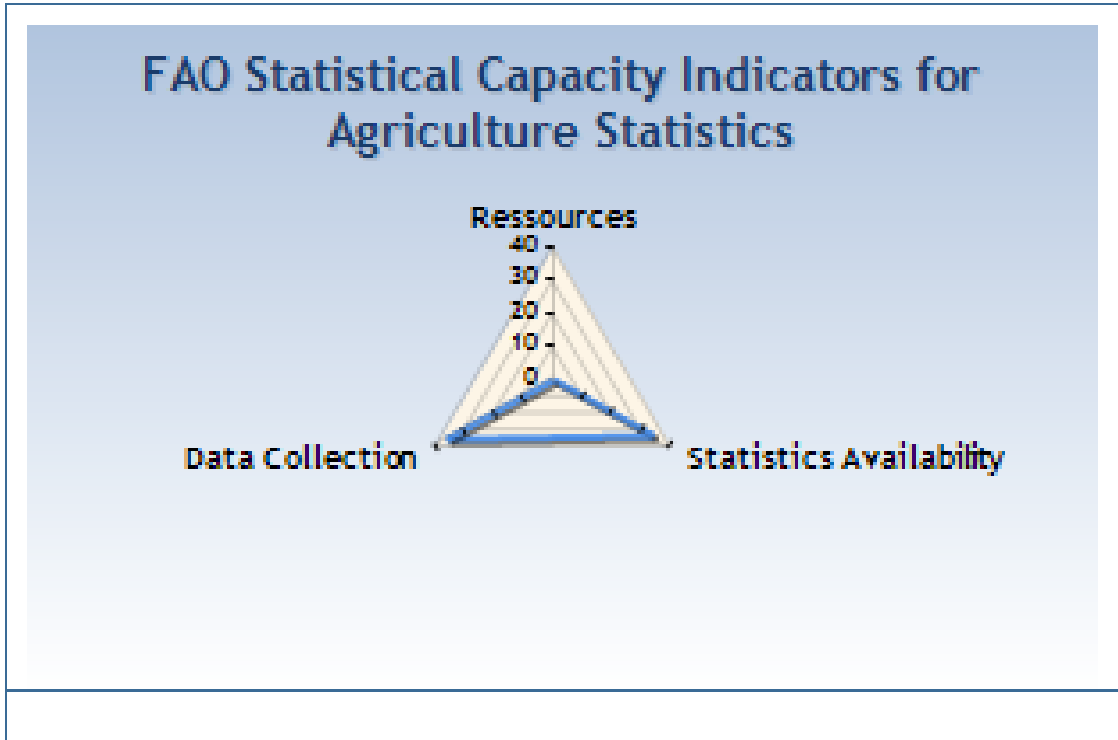 FAO Statistical Capacity Indicators for
Agriculture Statistics
Ressources
40
30
20
10
0
Data Collection
Statistics Availability